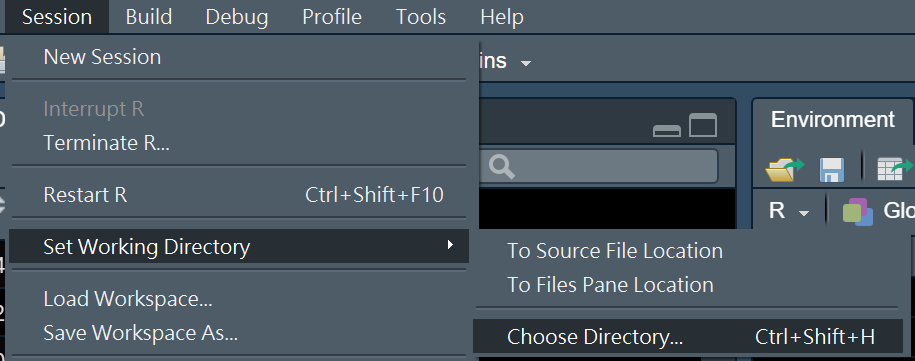 Session Build Debug Profile Tools Help
New Session
ins
Interrupt R
Environment
Terminate R...
Restart R Ctrl+Shift+F10
R
Glo
Set Working Directory
To Source File Location
To Files Pane Location
Load Workspace...
Save Workspace As...
Choose Directory... Ctrl+Shift+H